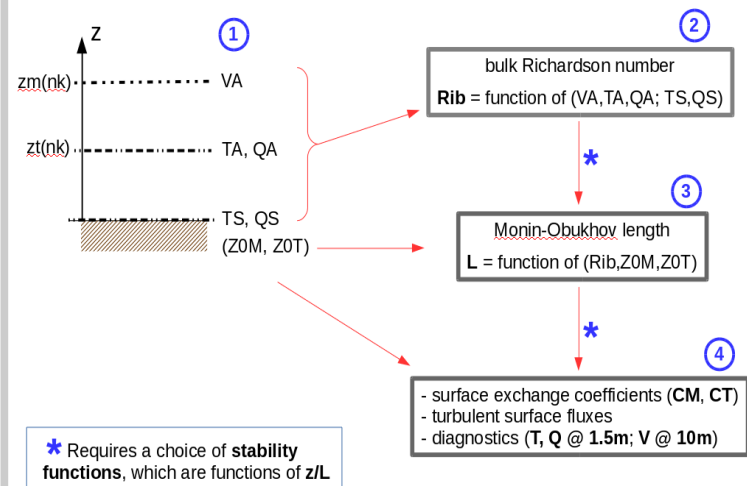 z
1
zm(nk)
VA
zt(nk)
TA, QA
TS, QS
(Z0M, Z0T)
2
bulk Richardson number
Rib = function of (VA,TA,QA; TS,QS)
*
3
Monin-Obukhov length
L = function of (Rib,Z0M,Z0T)
*
4
- surface exchange coefficients (CM, CT)
- turbulent surface fluxes
- diagnostics (T, Q @ 1.5m; V @ 10m)
* Requires a choice of stability
functions, which are functions of z/L